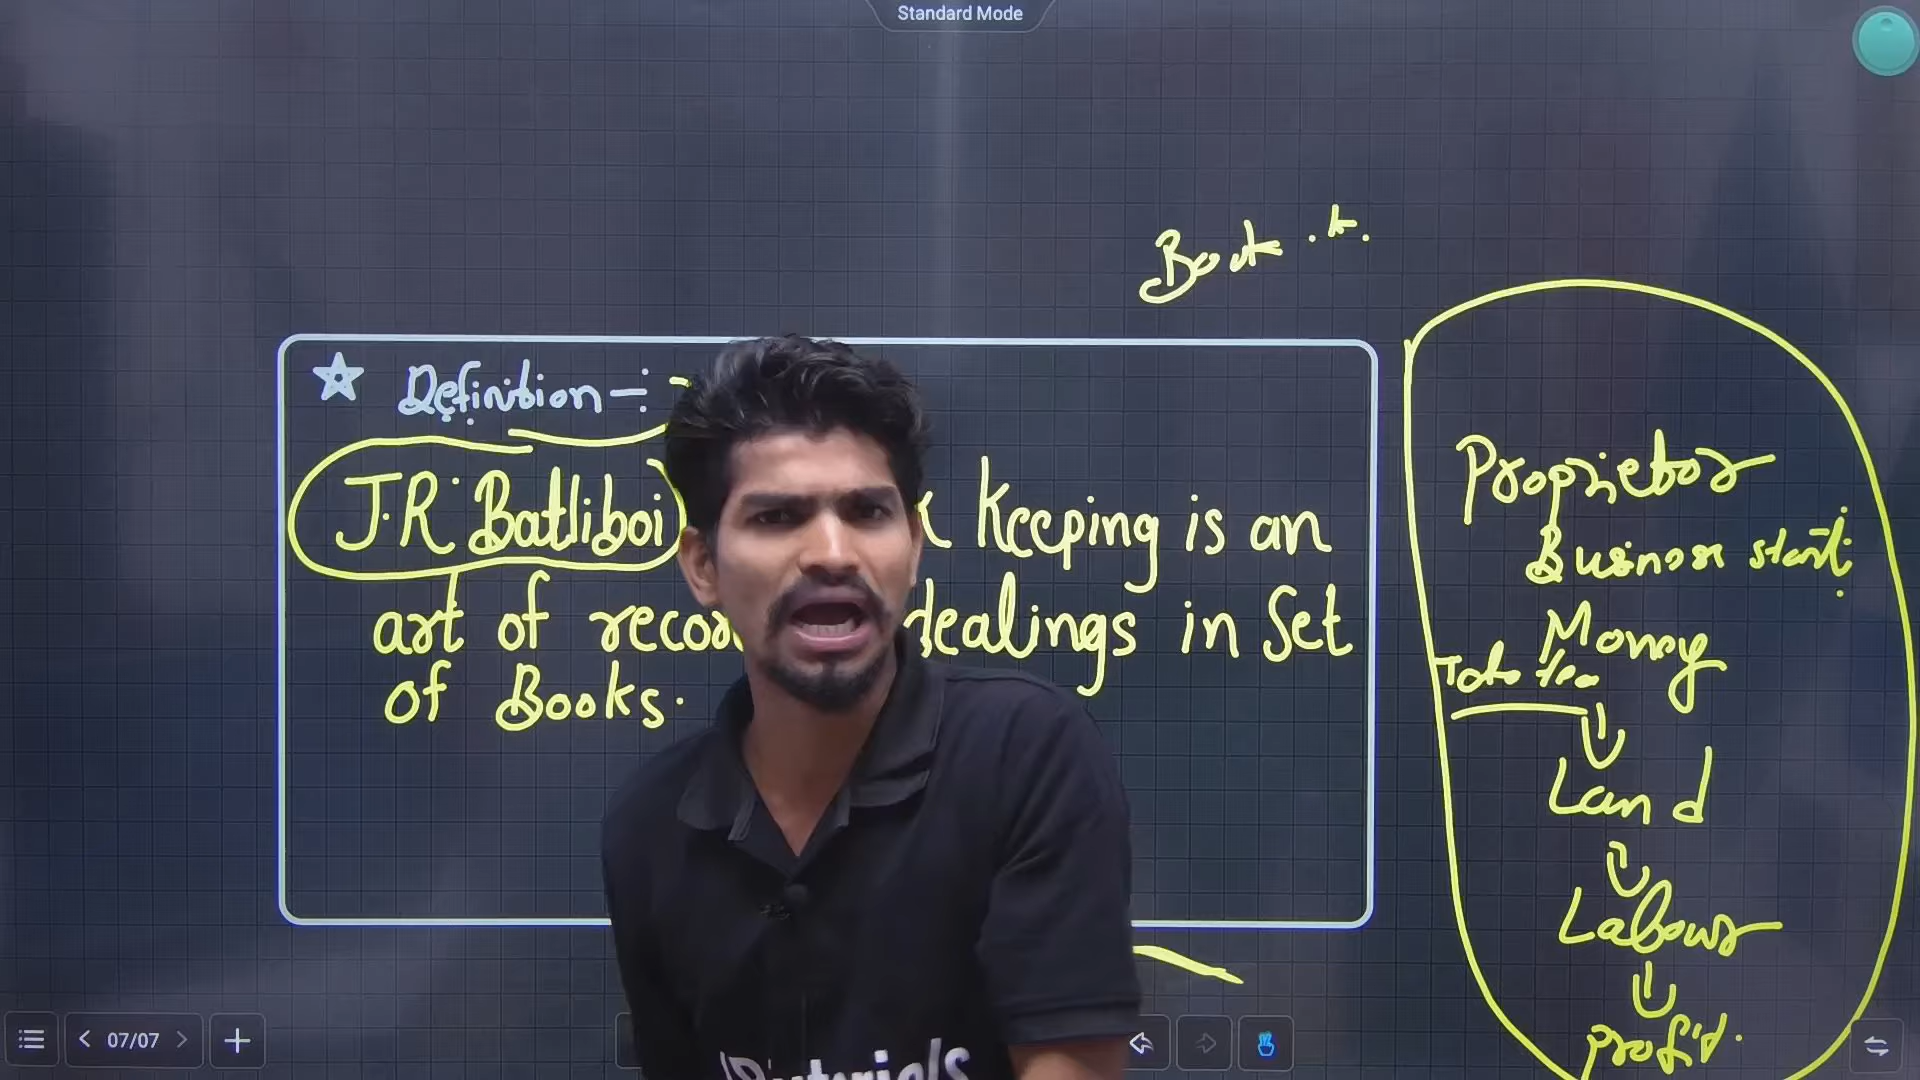 Standard Mode
Book . k.
Definition -:
J.R. Batliboi Keeping is an
art of recor dealings in Set
of Books.
Proprietor
Business start:
Money
Land
Labour
profit.
07/07